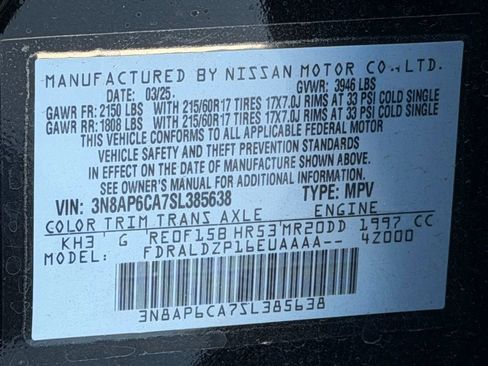 MANUFACTURED BY NISSAN MOTOR CO., LTD.
DATE: 03/25. GVWR: 3946 LBS
GAWR FR: 2150 LBS WITH 215/60R17 TIRES 17X7.0J RIMS AT 33 PSI COLD SINGLE
GAWR RR: 1808 LBS WITH 215/60R17 TIRES 17X7.0J RIMS AT 33 PSI COLD SINGLE
THIS VEHICLE CONFORMS TO ALL APPLICABLE FEDERAL MOTOR
VEHICLE SAFETY AND THEFT PREVENTION STANDARDS
IN EFFECT ON THE DATE OF MANUFACTURE SHOWN ABOVE.
SEE OWNER'S MANUAL FOR ADDITIONAL INFORMATION.
VIN: 3N8AP6CA7SL385638 TYPE: MPV
COLOR TRIM TRANS AXLE ENGINE
KH3 G RE0F15B HR53 MR20DD 1997 CC
FDRALDZP16EUAAAA-- 4Z000
3N8AP6CA7SL385638